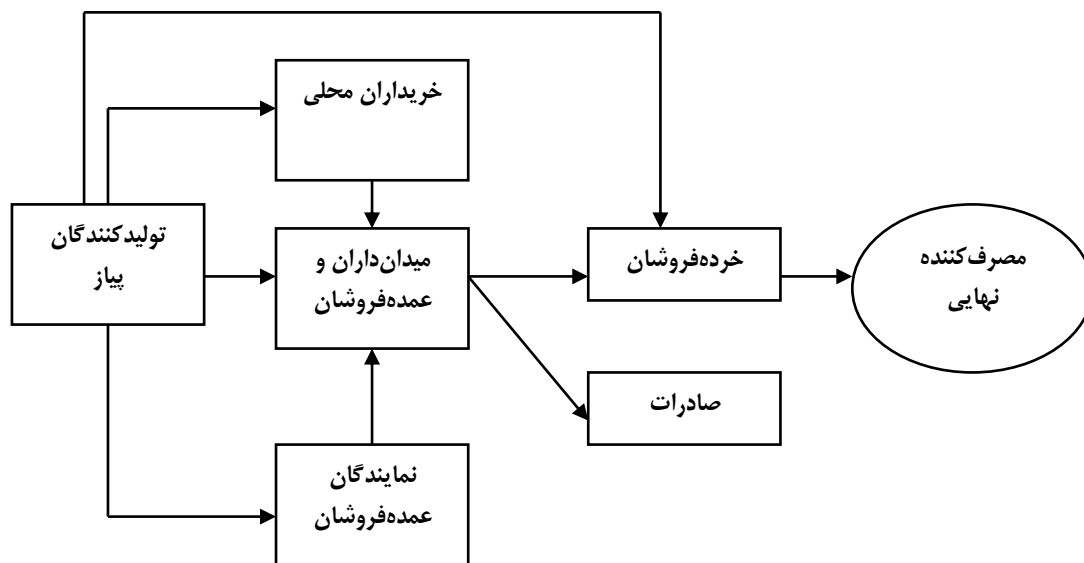 خریداران محلی
تولیدکنندگان
پیاز
میدان‌داران و
عمده‌فروشان
خرده‌فروشان
مصرف‌کننده
نهایی
صادرات
نمایندگان
عمده‌فروشان